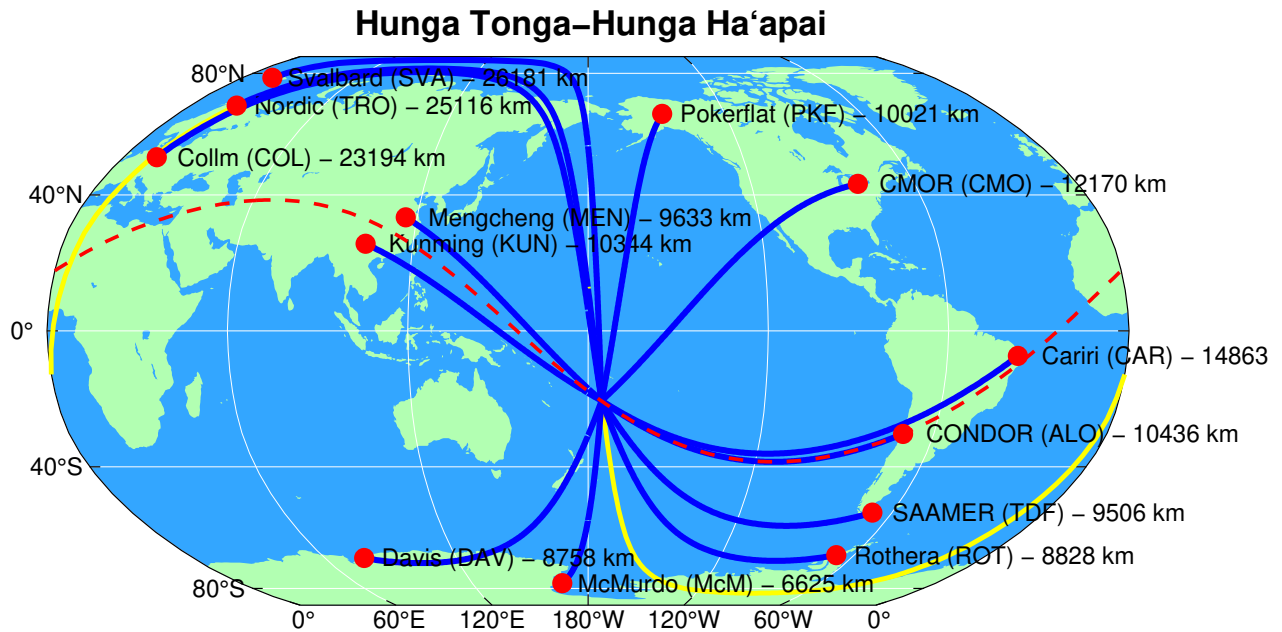 Hunga Tonga–Hunga Ha‘apai
80°N
Svalbard (SVA) – 26181 km
Nordic (TRO) – 25116 km
Pokerflat (PKF) – 10021 km
Collm (COL) – 23194 km
CMOR (CMO) – 12170 km
40°N
Mengcheng (MEN) – 9633 km
Kunming (KUN) – 10344 km
0°
Cariri (CAR) – 14863
CONDOR (ALO) – 10436 km
40°S
SAAMER (TDF) – 9506 km
Davis (DAV) – 8758 km
Rothera (ROT) – 8828 km
80°S
McMurdo (McM) – 6625 km
0° 60°E 120°E 180°W 120°W 60°W 0°